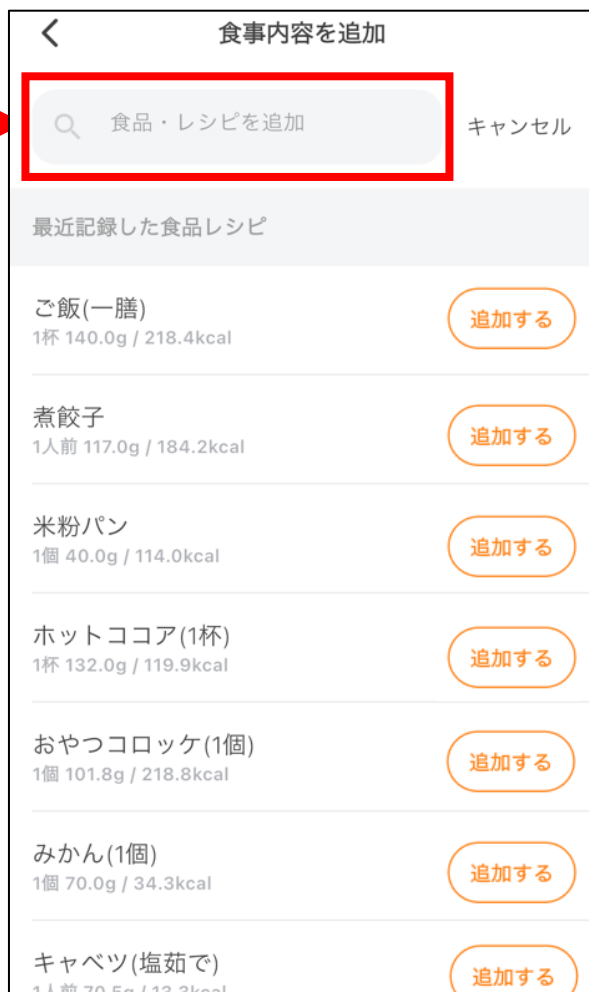 食事内容を追加
食品・レシピを追加
キャンセル
最近記録した食品レシピ
ご飯(一膳)
1杯 140.0g / 218.4kcal
追加する
煮餃子
1人前 117.0g / 184.2kcal
追加する
米粉パン
1個 40.0g / 114.0kcal
追加する
ホットココア(1杯)
1杯 132.0g / 119.9kcal
追加する
おやつコロッケ(1個)
1個 101.8g / 218.8kcal
追加する
みかん(1個)
1個 70.0g / 34.3kcal
追加する
キャベツ(塩茹で)
1人前 70.5g / 13.3kcal
追加する